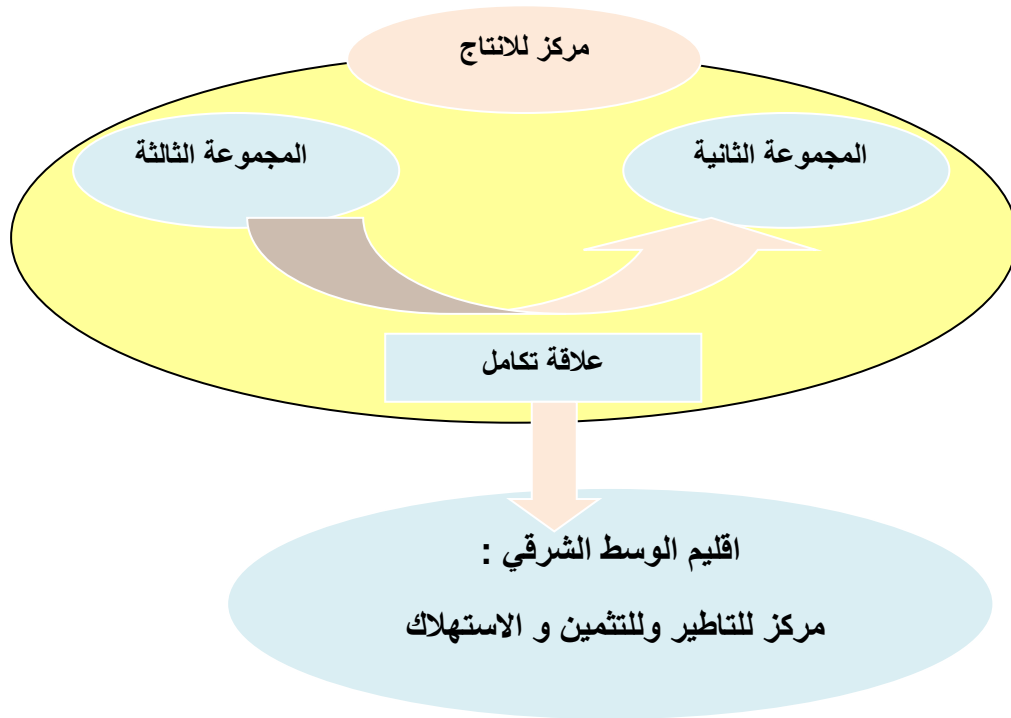 مركز للانتاج
المجموعة الثانية
المجموعة الثالثة
علاقة تكامل
اقليم الوسط الشرقي :
مركز للتاطير وللتثمين و الاستهلاك